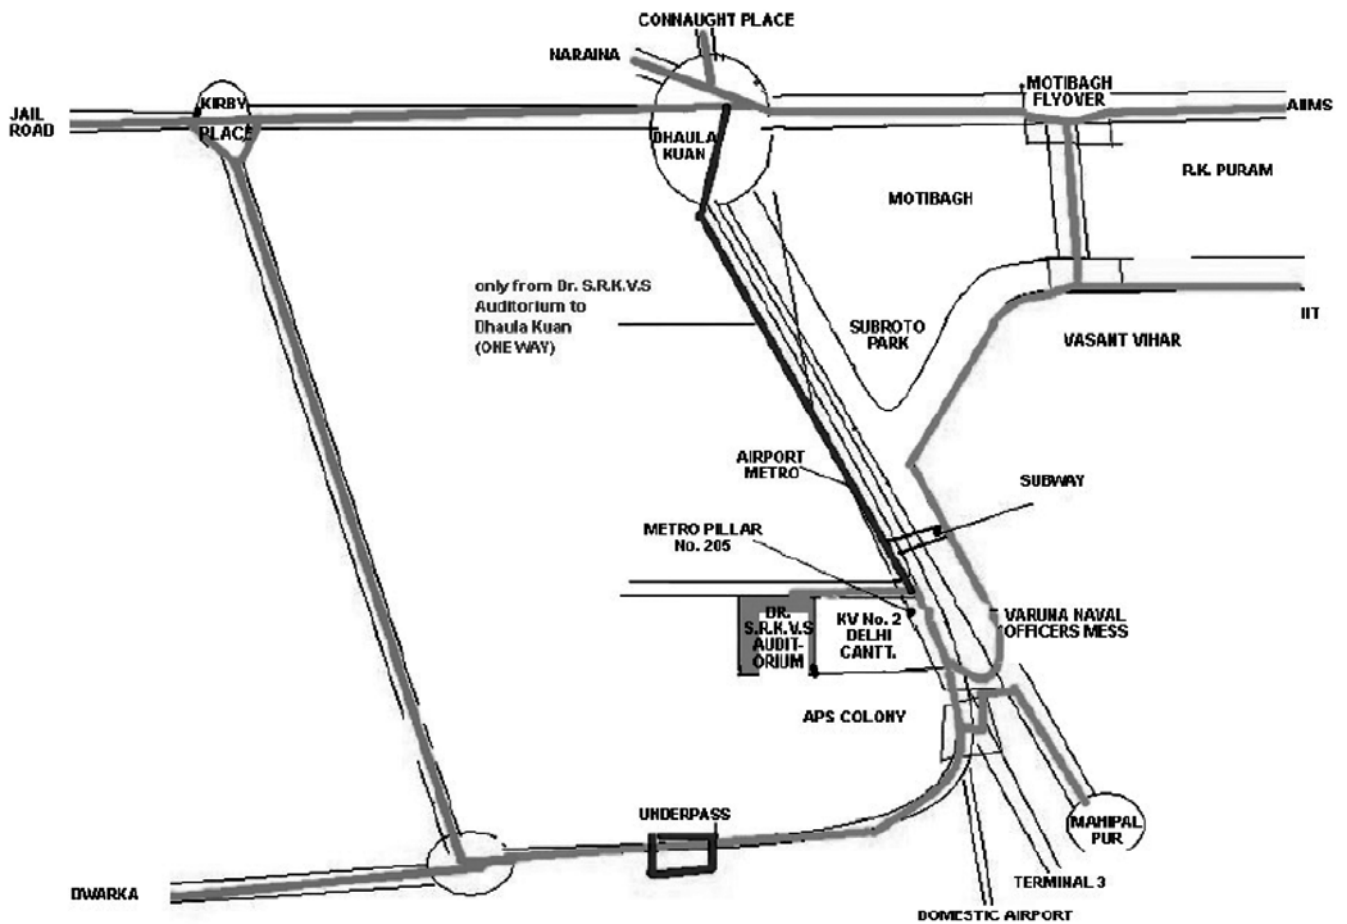 CONNAUGHT PLACE
NARAINA
KIRBY
PLACE
JAIL
ROAD
MOTIBAGH
FLYOVER
AIIMS
DHAULA
KUAN
R.K. PURAM
MOTIBAGH
only from Dr. S.R.K.V.S
Auditorium to
Dhaula Kuan
(ONE WAY)
SUBROTO
PARK
IIT
VASANT VIHAR
AIRPORT
METRO
SUBWAY
METRO PILLAR
No. 205
DR.
S.R.K.V.S
AUDIT-
ORIUM
KV No. 2
DELHI
CANTT.
VARUNA NAVAL
OFFICERS MESS
APS COLONY
UNDERPASS
MAHIPAL
PUR
TERMINAL 3
DWARKA
DOMESTIC AIRPORT